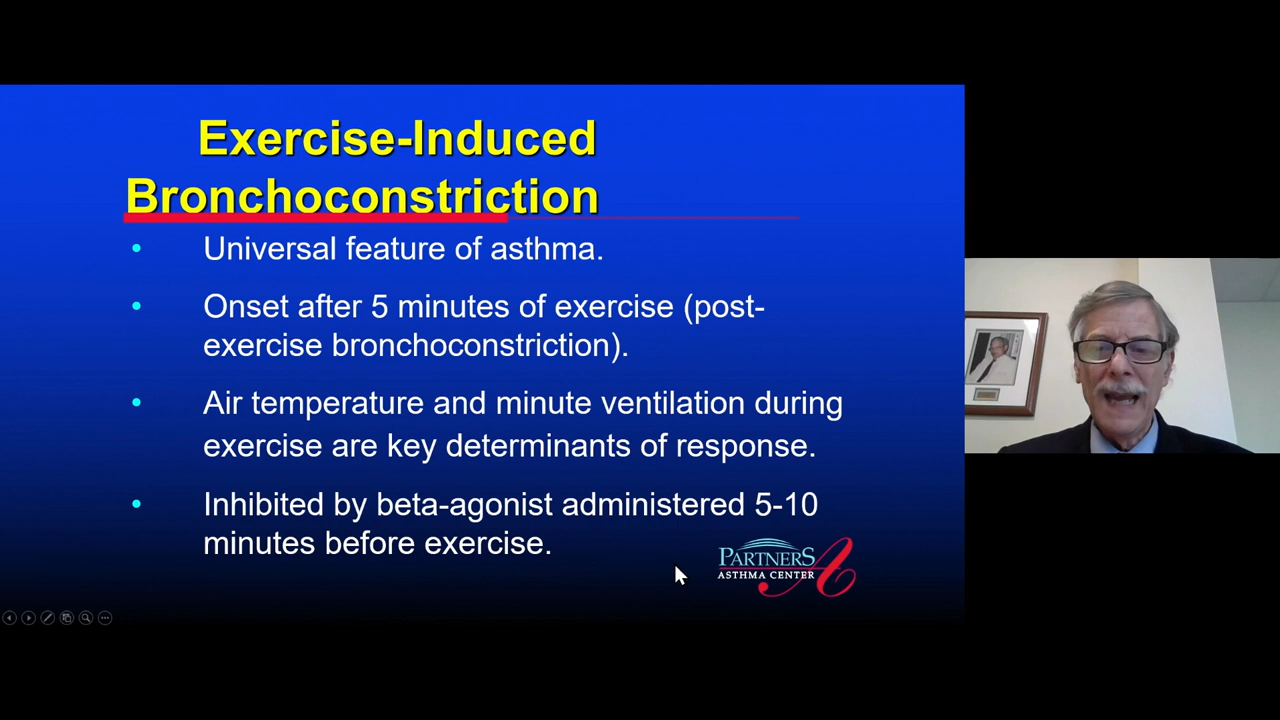 Exercise-Induced
Bronchoconstriction
• Universal feature of asthma.
• Onset after 5 minutes of exercise (post-
exercise bronchoconstriction).
• Air temperature and minute ventilation during
exercise are key determinants of response.
• Inhibited by beta-agonist administered 5-10
minutes before exercise.
PARTNERS
ASTHMA CENTER